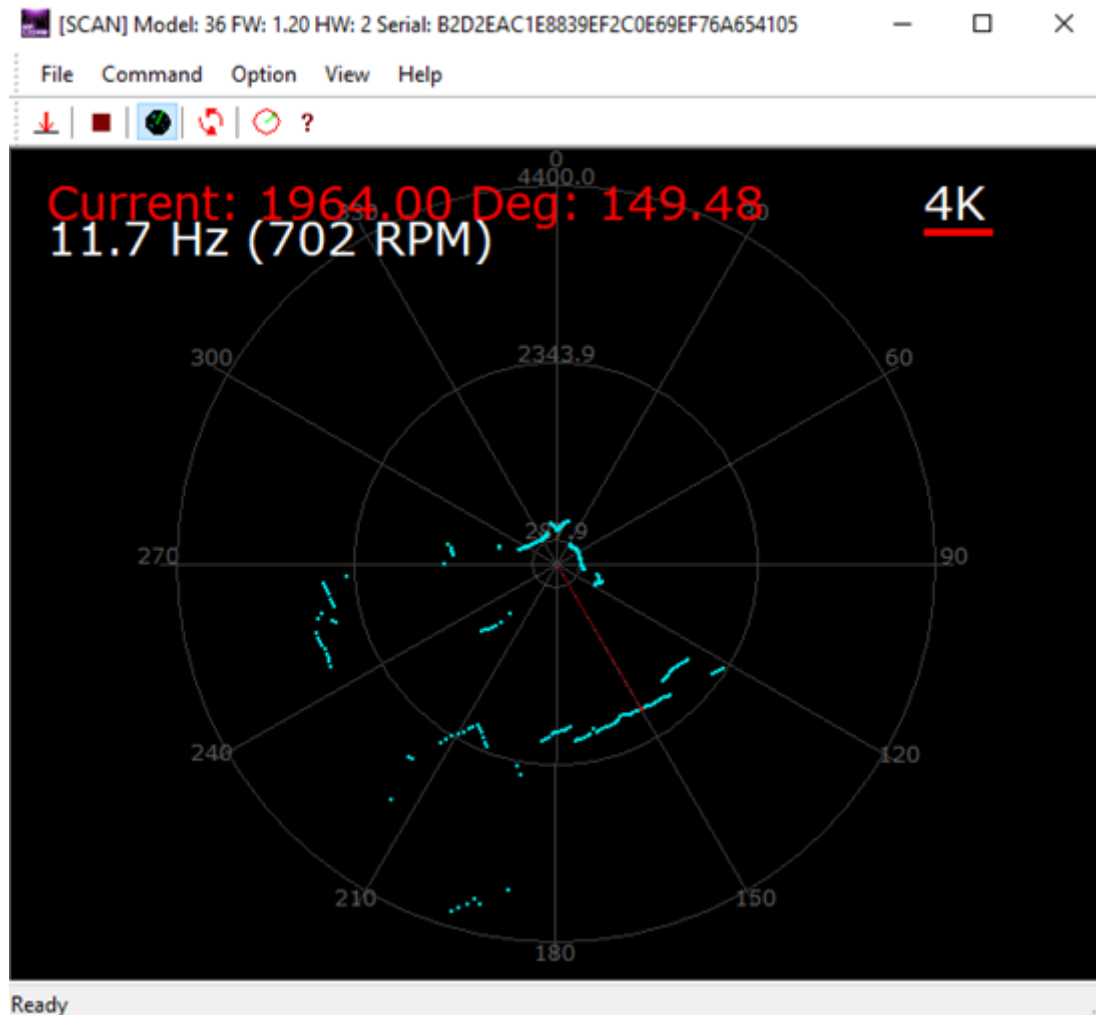 [SCAN] Model: 36 FW: 1.20 HW: 2 Serial: B2D2EAC1E8839EF2C0E69EF76A654105
File Command Option View Help
?
0
4400.0
Current: 1964.00 Deg: 149.48
4K
330
30
11.7 Hz (702 RPM)
300
2343.9
60
270
90
240
120
210
150
180
Ready